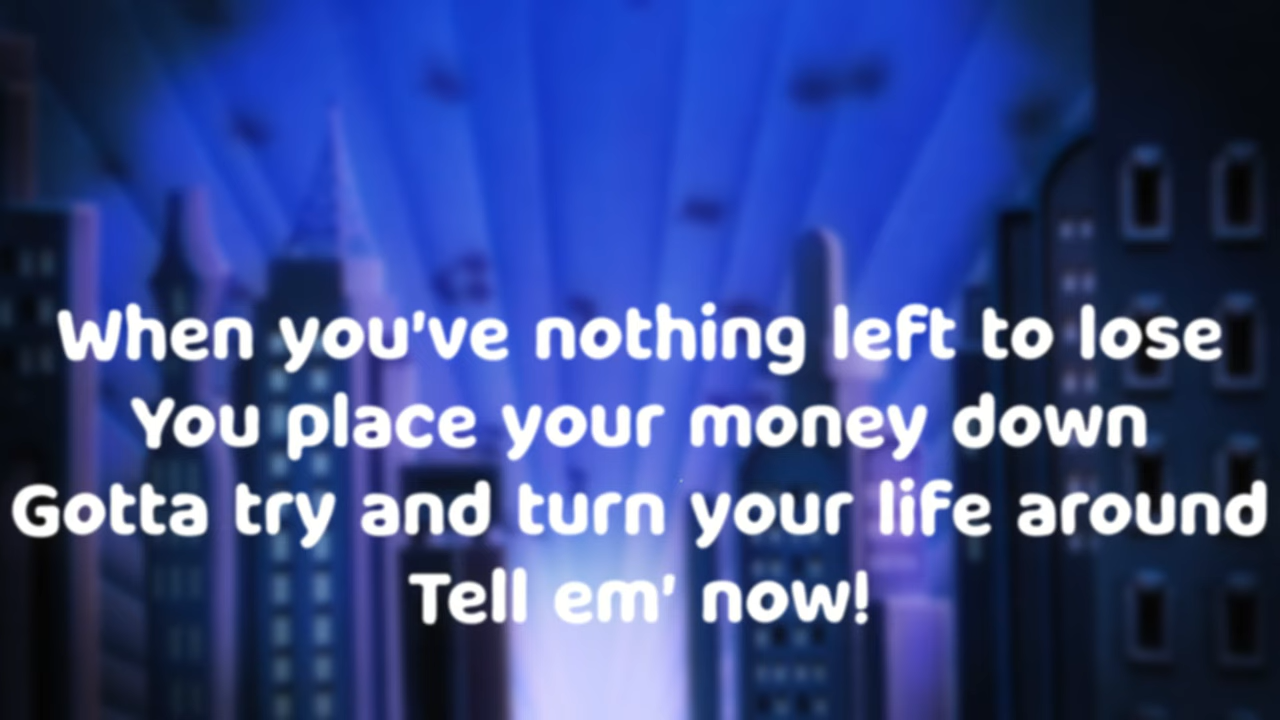 When you've nothing left to lose
You place your money down
Gotta try and turn your life around
Tell em' now!